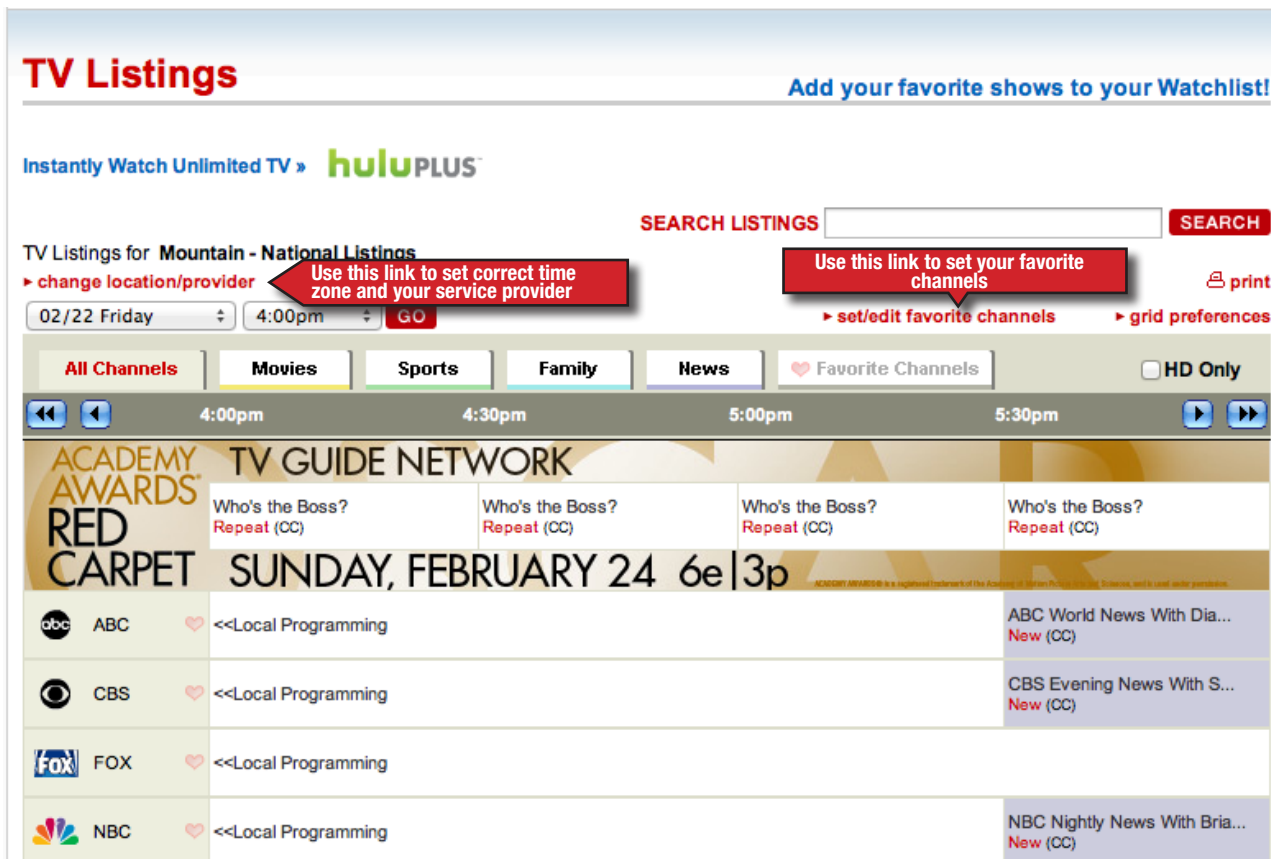 TV Listings
Add your favorite shows to your Watchlist!
Instantly Watch Unlimited TV » huluPLUS
SEARCH LISTINGS SEARCH
TV Listings for Mountain - National Listings
change location/provider
Use this link to set correct time
zone and your service provider
Use this link to set your favorite
channels
print
02/22 Friday 4:00pm GO
set/edit favorite channels grid preferences
All Channels Movies Sports Family News Favorite Channels HD Only
4:00pm 4:30pm 5:00pm 5:30pm
OSCAR
ACADEMY
AWARDS
RED
CARPET
TV GUIDE NETWORK
Who's the Boss? Who's the Boss? Who's the Boss? Who's the Boss?
Repeat (CC) Repeat (CC) Repeat (CC) Repeat (CC)
SUNDAY, FEBRUARY 24 6e|3p
abc ABC <<Local Programming ABC World News With Dia...
New (CC)
CBS <<Local Programming CBS Evening News With S...
New (CC)
FOX FOX <<Local Programming
NBC <<Local Programming NBC Nightly News With Bria...
New (CC)